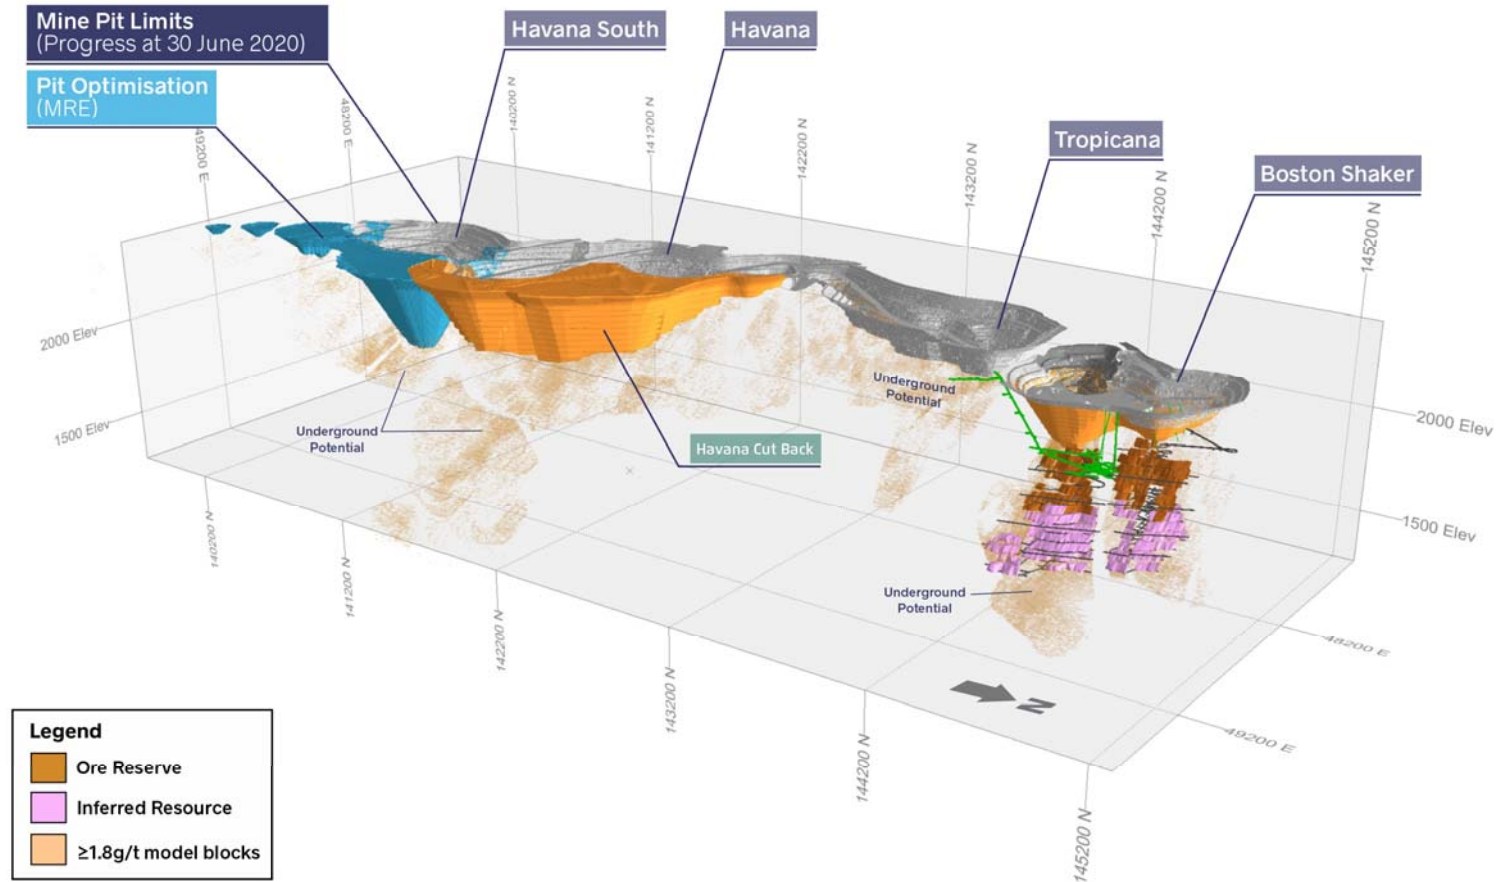 Mine Pit Limits
(Progress at 30 June 2020)
Pit Optimisation
(MRE)
Havana South
Havana
Tropicana
Boston Shaker
49200 E
48200 E
140200 N
141200 N
142200 N
143200 N
144200 N
145200 N
2000 Elev
1500 Elev
Underground
Potential
Underground
Potential
Havana Cut Back
2000 Elev
1500 Elev
Underground
Potential
140200 N
141200 N
142200 N
143200 N
144200 N
145200 N
48200 E
49200 E
N
Legend
Ore Reserve
Inferred Resource
≥1.8g/t model blocks